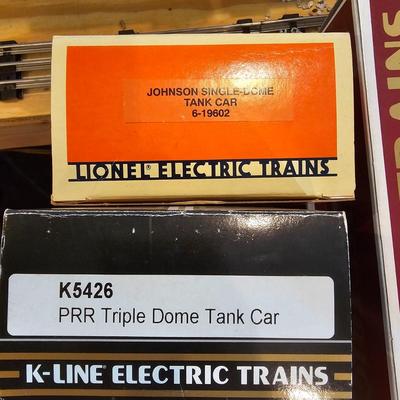 JOHNSON SINGLE-DOME
TANK CAR
6-19602
LIONEL® ELECTRIC TRAINS
K5426
PRR Triple Dome Tank Car
K-LINE® ELECTRIC TRAINS
TRAINS